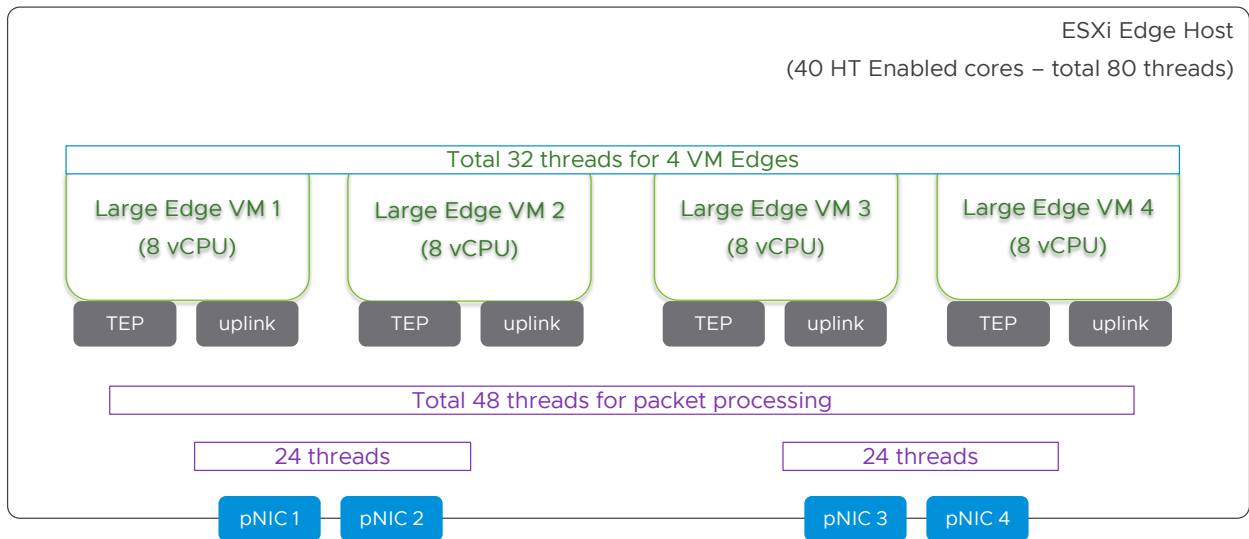 ESXi Edge Host
(40 HT Enabled cores – total 80 threads)
Total 32 threads for 4 VM Edges
Large Edge VM 1
(8 vCPU)
Large Edge VM 2
(8 vCPU)
Large Edge VM 3
(8 vCPU)
Large Edge VM 4
(8 vCPU)
TEP
uplink
TEP
uplink
TEP
uplink
TEP
uplink
Total 48 threads for packet processing
24 threads
24 threads
pNIC 1
pNIC 2
pNIC 3
pNIC 4